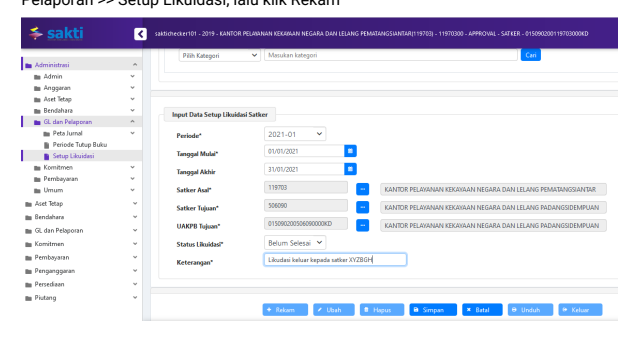 Pelaporan >> Setup Likuidasi, lalu klik Rekam
sakti
saktichecker101 - 2019 - KANTOR PELAYANAN KEKAYAAN NEGARA DAN LELANG PEMATANGSIANTAR(119703) - 11970300 - APPROVAL - SATKER - 015090200119703000KD
Administrasi
Admin
Anggaran
Aset Tetap
Bendahara
GL dan Pelaporan
Peta Jurnal
Periode Tutup Buku
Setup Likuidasi
Komitmen
Pembayaran
Umum
Aset Tetap
Bendahara
GL dan Pelaporan
Komitmen
Pembayaran
Penganggaran
Persediaan
Piutang
Pilih Kategori
Masukan Kategori
Cari
Input Data Setup Likuidasi Satker
Periode* 2021-01
Tanggal Mulai* 01/01/2021
Tanggal Akhir 31/01/2021
Satker Asal* 119703 ... KANTOR PELAYANAN KEKAYAAN NEGARA DAN LELANG PEMATANGSIANTAR
Satker Tujuan* 506090 ... KANTOR PELAYANAN KEKAYAAN NEGARA DAN LELANG PADANGSIDEMPUAN
UAKPB Tujuan* 015090200506090000KD ... KANTOR PELAYANAN KEKAYAAN NEGARA DAN LELANG PADANGSIDEMPUAN
Status Likuidasi* Belum Selesai
Keterangan* Likudasi keluar kepada satker XYZBGH
+ Rekam Ubah Hapus Simpan × Batal Unduh Keluar